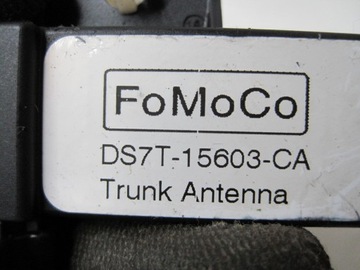 FoMoCo
DS7T-15603-CA
Trunk Antenna